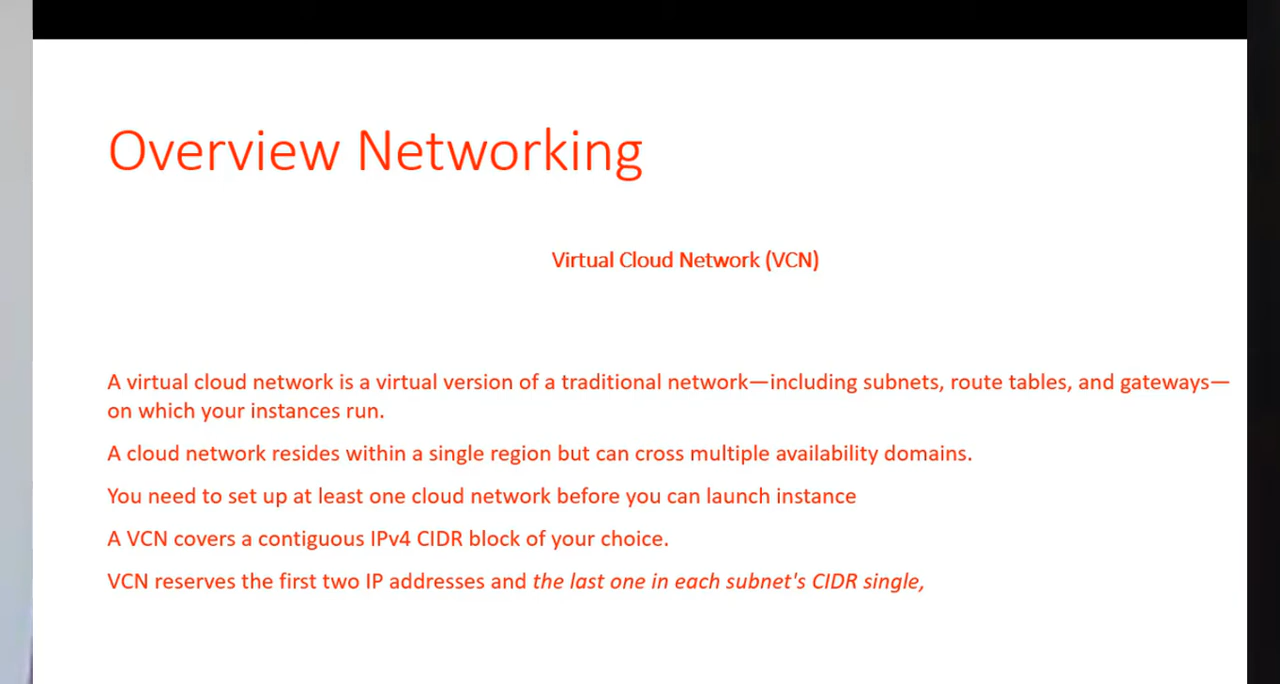 Overview Networking
Virtual Cloud Network (VCN)
A virtual cloud network is a virtual version of a traditional network—including subnets, route tables, and gateways—
on which your instances run.
A cloud network resides within a single region but can cross multiple availability domains.
You need to set up at least one cloud network before you can launch instance
A VCN covers a contiguous IPv4 CIDR block of your choice.
VCN reserves the first two IP addresses and the last one in each subnet's CIDR single,